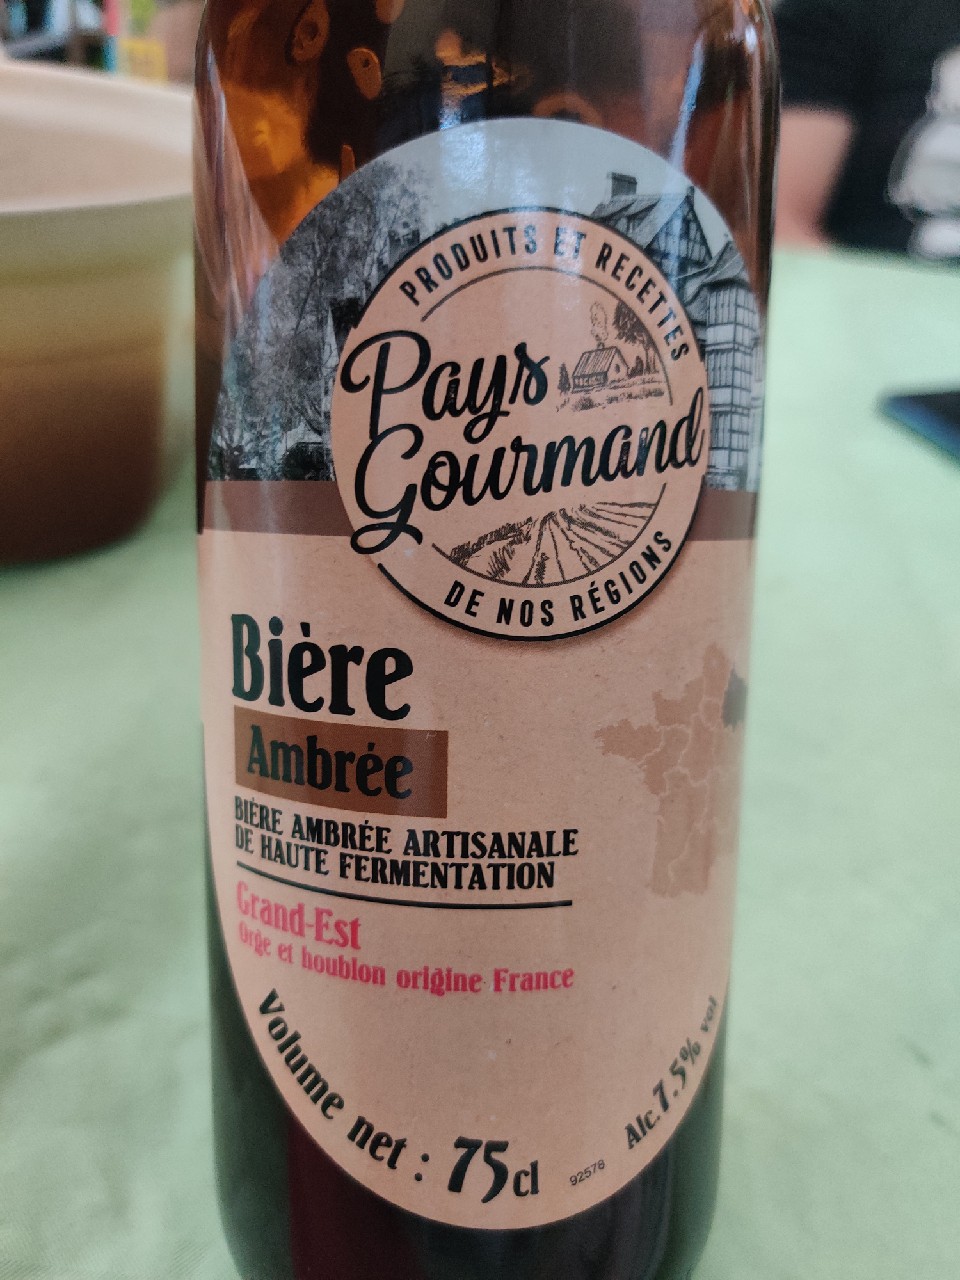 PRODUITS ET RECETTES
Pays
Gourmand
DE NOS RÉGIONS
Bière
Ambrée
BIÈRE AMBRÉE ARTISANALE
DE HAUTE FERMENTATION
Grand-Est
Orge et houblon origine France
Volume net : 75cl
92578
Alc.7.5% vol